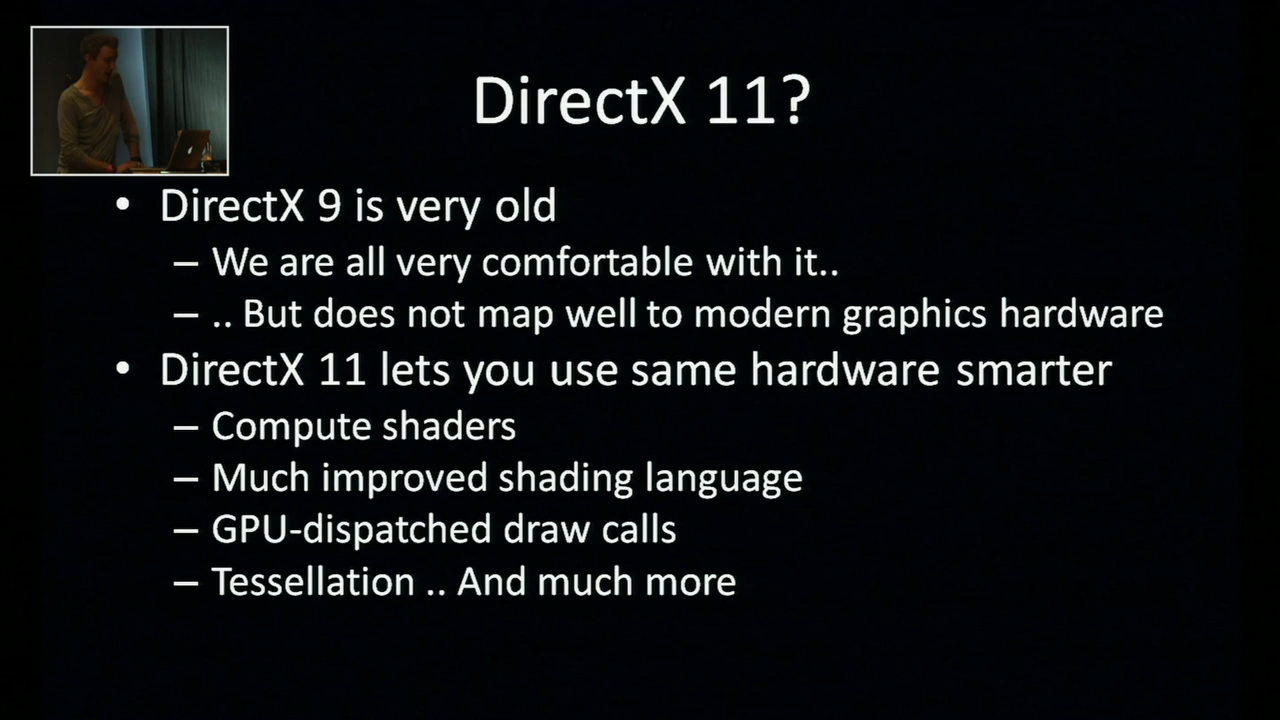 DirectX 11?
• DirectX 9 is very old
– We are all very comfortable with it..
– .. But does not map well to modern graphics hardware
• DirectX 11 lets you use same hardware smarter
– Compute shaders
– Much improved shading language
– GPU-dispatched draw calls
– Tessellation .. And much more